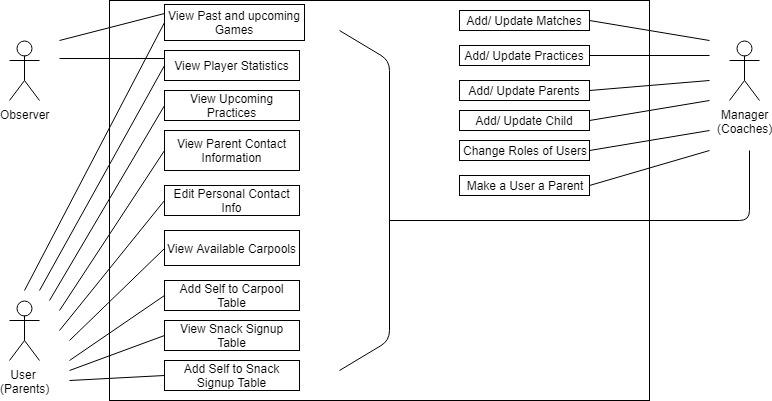 View Past and upcoming
Games
View Player Statistics
View Upcoming
Practices
View Parent Contact
Information
Edit Personal Contact
Info
View Available Carpools
Add Self to Carpool
Table
View Snack Signup
Table
Add Self to Snack
Signup Table
Add/ Update Matches
Add/ Update Practices
Add/ Update Parents
Add/ Update Child
Change Roles of Users
Make a User a Parent
Observer
User
(Parents)
Manager
(Coaches)